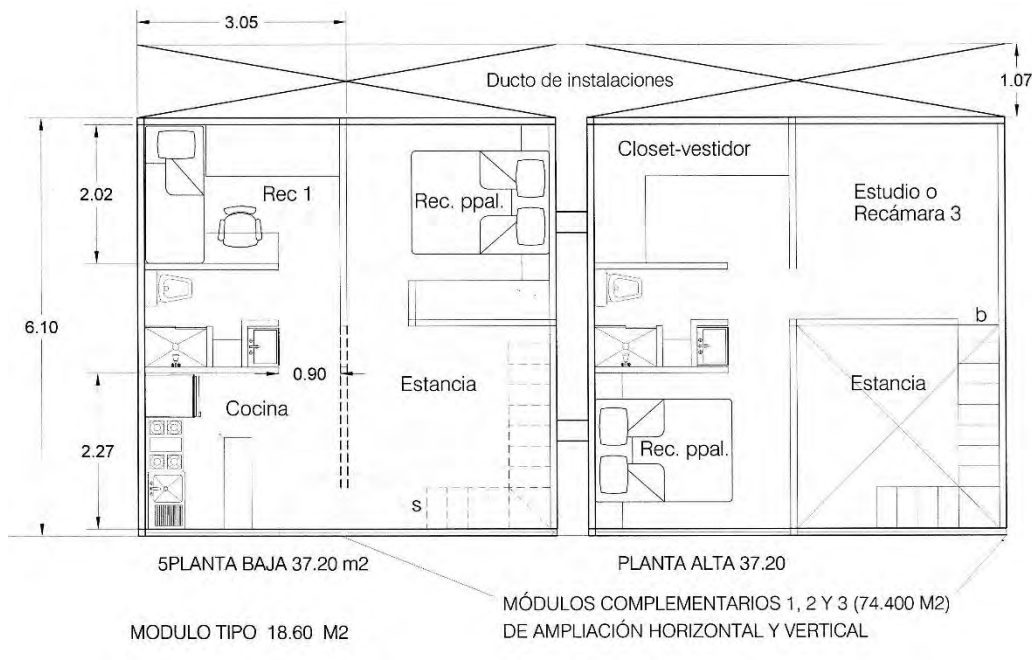 3.05
Ducto de instalaciones
1.07
2.02
Rec 1
Rec. ppal.
Closet-vestidor
Estudio o
Recámara 3
6.10
b
0.90
Estancia
Estancia
Cocina
2.27
Rec. ppal.
s
5PLANTA BAJA 37.20 m2
PLANTA ALTA 37.20
MÓDULOS COMPLEMENTARIOS 1, 2 Y 3 (74.400 M2)
MODULO TIPO 18.60 M2
DE AMPLIACIÓN HORIZONTAL Y VERTICAL